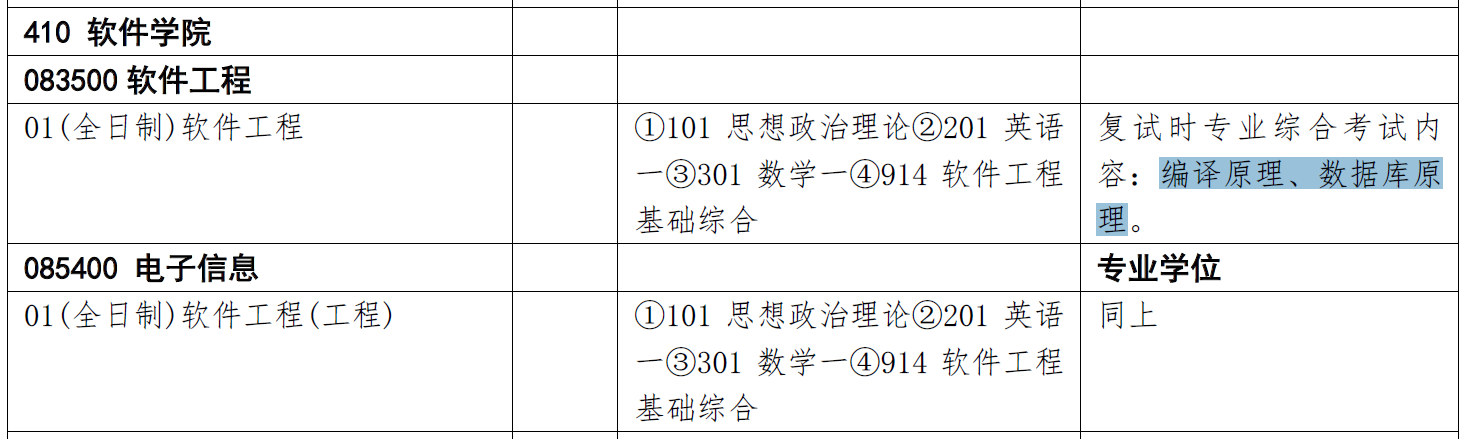 410 软件学院
083500软件工程
01(全日制)软件工程
①101 思想政治理论②201 英语
一③301 数学一④914 软件工程
基础综合
复试时专业综合考试内
容：编译原理、数据库原
理。
085400 电子信息
专业学位
01(全日制)软件工程(工程)
①101 思想政治理论②201 英语
一③301 数学一④914 软件工程
基础综合
同上